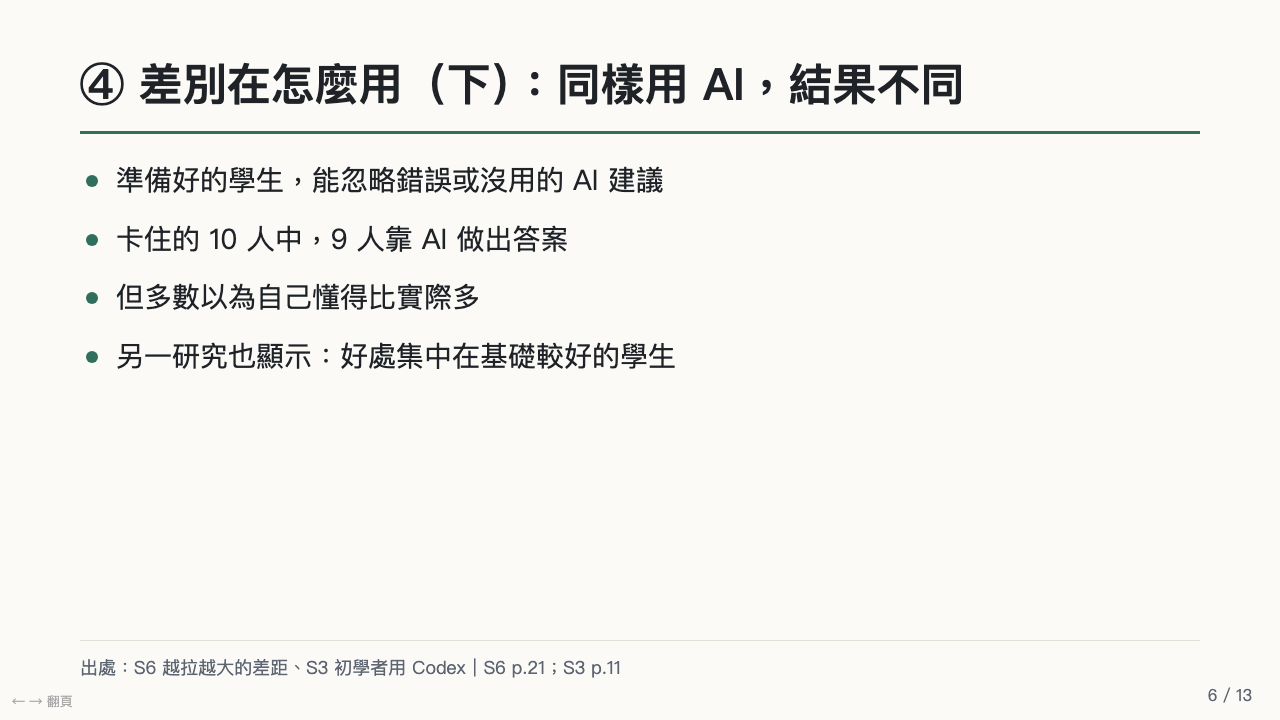 ④ 差別在怎麼用（下）：同樣用 AI，結果不同
● 準備好的學生，能忽略錯誤或沒用的 AI 建議
● 卡住的 10 人中，9 人靠 AI 做出答案
● 但多數以為自己懂得比實際多
● 另一研究也顯示：好處集中在基礎較好的學生
出處：S6 越拉越大的差距、S3 初學者用 Codex｜S6 p.21；S3 p.11
← → 翻頁
6 / 13